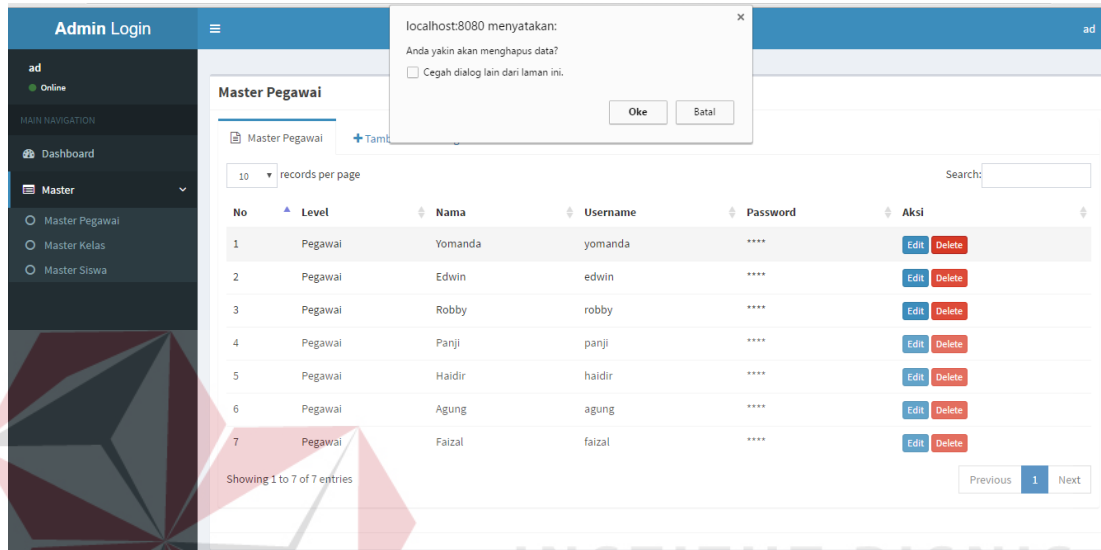 Admin Login
ad
ad
Online
MAIN NAVIGATION
Dashboard
Master
Master Pegawai
Master Kelas
Master Siswa
localhost:8080 menyatakan:
Anda yakin akan menghapus data?
Cegah dialog lain dari laman ini.
Oke Batal
Master Pegawai
Master Pegawai
10 records per page Search:
No Level Nama Username Password Aksi
1 Pegawai Yomanda yomanda **** Edit Delete
2 Pegawai Edwin edwin **** Edit Delete
3 Pegawai Robby robby **** Edit Delete
4 Pegawai Panji panji **** Edit Delete
5 Pegawai Haidir haidir **** Edit Delete
6 Pegawai Agung agung **** Edit Delete
7 Pegawai Faizal faizal **** Edit Delete
Showing 1 to 7 of 7 entries
Previous 1 Next